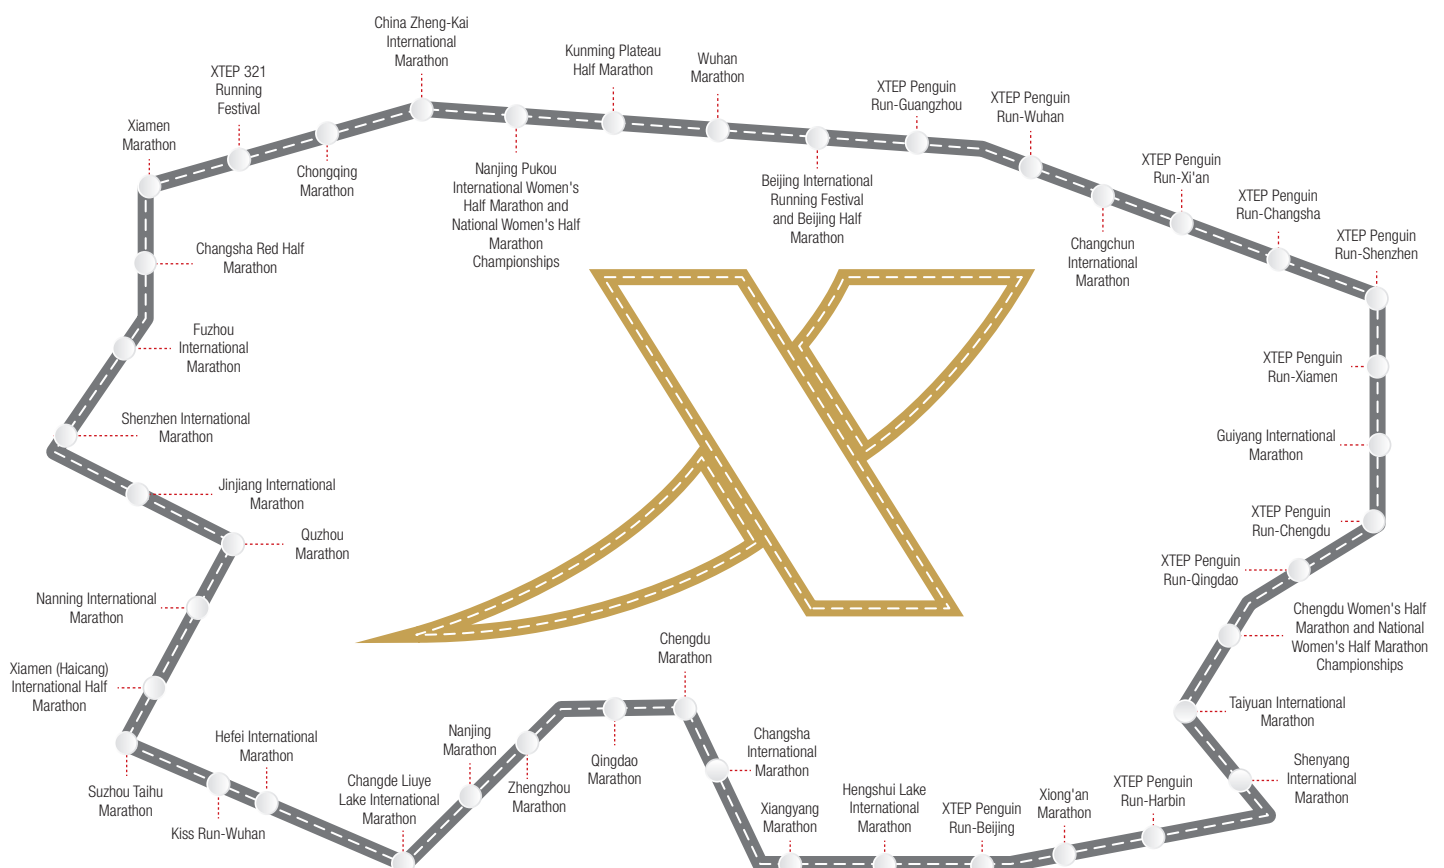 China Zheng-Kai
International
Marathon
Kunming Plateau
Half Marathon
Wuhan
Marathon
XTEP 321
Running
Festival
XTEP Penguin
Run-Guangzhou
XTEP Penguin
Run-Wuhan
Xiamen
Marathon
Chongqing
Marathon
Nanjing Pukou
International Women's
Half Marathon and
National Women's Half
Marathon
Championships
Beijing International
Running Festival
and Beijing Half
Marathon
XTEP Penguin
Run-Xi'an
XTEP Penguin
Run-Changsha
XTEP Penguin
Run-Shenzhen
Changchun
International
Marathon
Changsha Red Half
Marathon
Fuzhou
International
Marathon
XTEP Penguin
Run-Xiamen
Shenzhen International
Marathon
Guiyang International
Marathon
Jinjiang International
Marathon
XTEP Penguin
Run-Chengdu
Quzhou
Marathon
XTEP Penguin
Run-Qingdao
Nanning International
Marathon
Chengdu Women's Half
Marathon and National
Women's Half Marathon
Championships
Xiamen (Haicang)
International Half
Marathon
Chengdu
Marathon
Taiyuan International
Marathon
Hefei International
Marathon
Nanjing
Marathon
Changsha
International
Marathon
Qingdao
Marathon
Shenyang
International
Marathon
Suzhou Taihu
Marathon
Kiss Run-Wuhan
Changde Liuye
Lake International
Marathon
Zhengzhou
Marathon
Xiangyang
Marathon
Hengshui Lake
International
Marathon
XTEP Penguin
Run-Beijing
Xiong'an
Marathon
XTEP Penguin
Run-Harbin